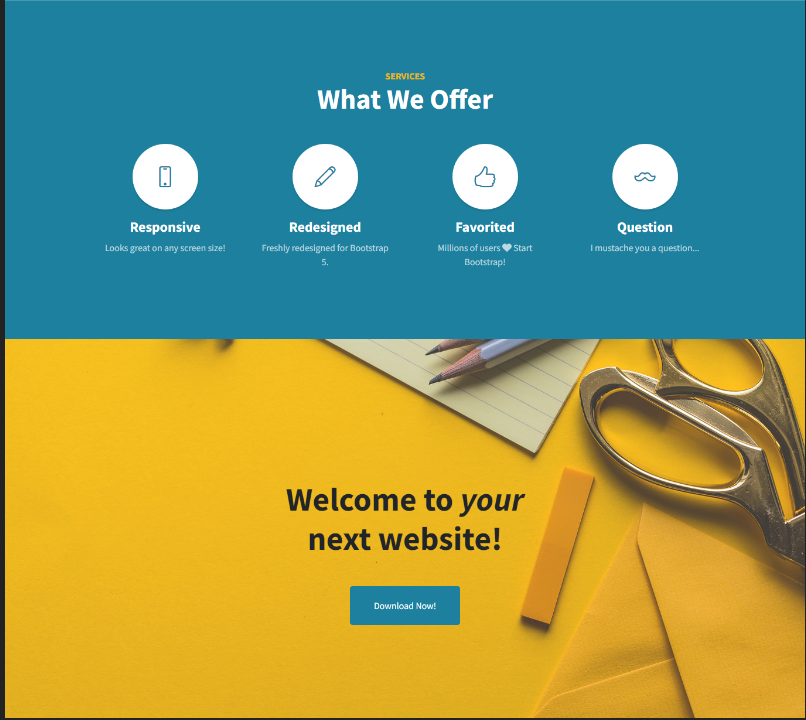 SERVICES
What We Offer
Responsive
Looks great on any screen size!
Redesigned
Freshly redesigned for Bootstrap
5.
Favorited
Millions of users ♥ Start
Bootstrap!
Question
I mustache you a question...
Welcome to your
next website!
Download Now!